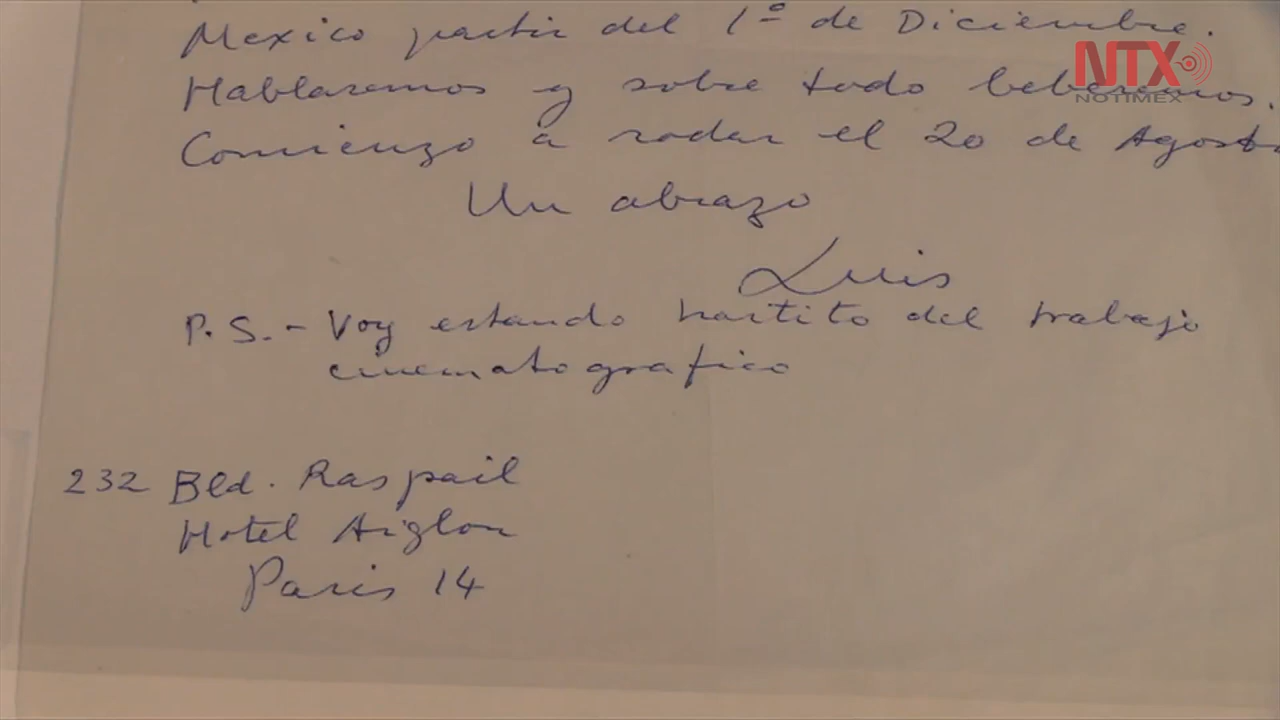 Mexico partir del 1º de Diciembre.
NTX
NOTIMEX
Hablaremos y sobre todo beberemos.
Comienzo a rodar el 20 de Agosto
Un abrazo
Luis
P.S.- Voy estando hartito del trabajo
cinematografico
232 Bld. Raspail
Hotel Aiglon
Paris 14